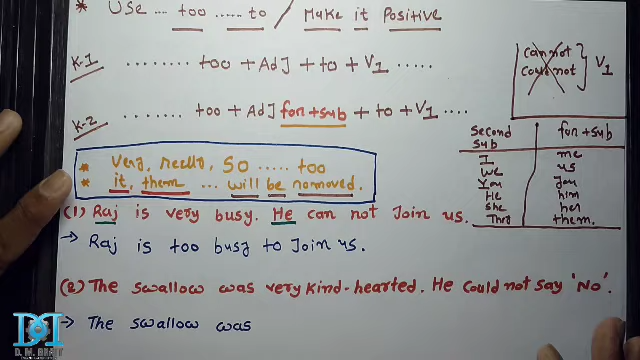 * Use .... too ...... to / Make it Positive
K-1 ........ too + Adj + to + V1 .....
K-2 ........ too + Adj for + sub + to + V1 ....
can not
could not } V1
* Very, really, so ..... too
* it, them ... will be removed.
Second sub | for + sub
I me
we us
You you
He him
she her
They them.
(1) Raj is very busy. He can not Join us.
→ Raj is too busy to Join us.
(2) The swallow was very kind-hearted. He could not say 'No'.
→ The swallow was
D. M. BHATT